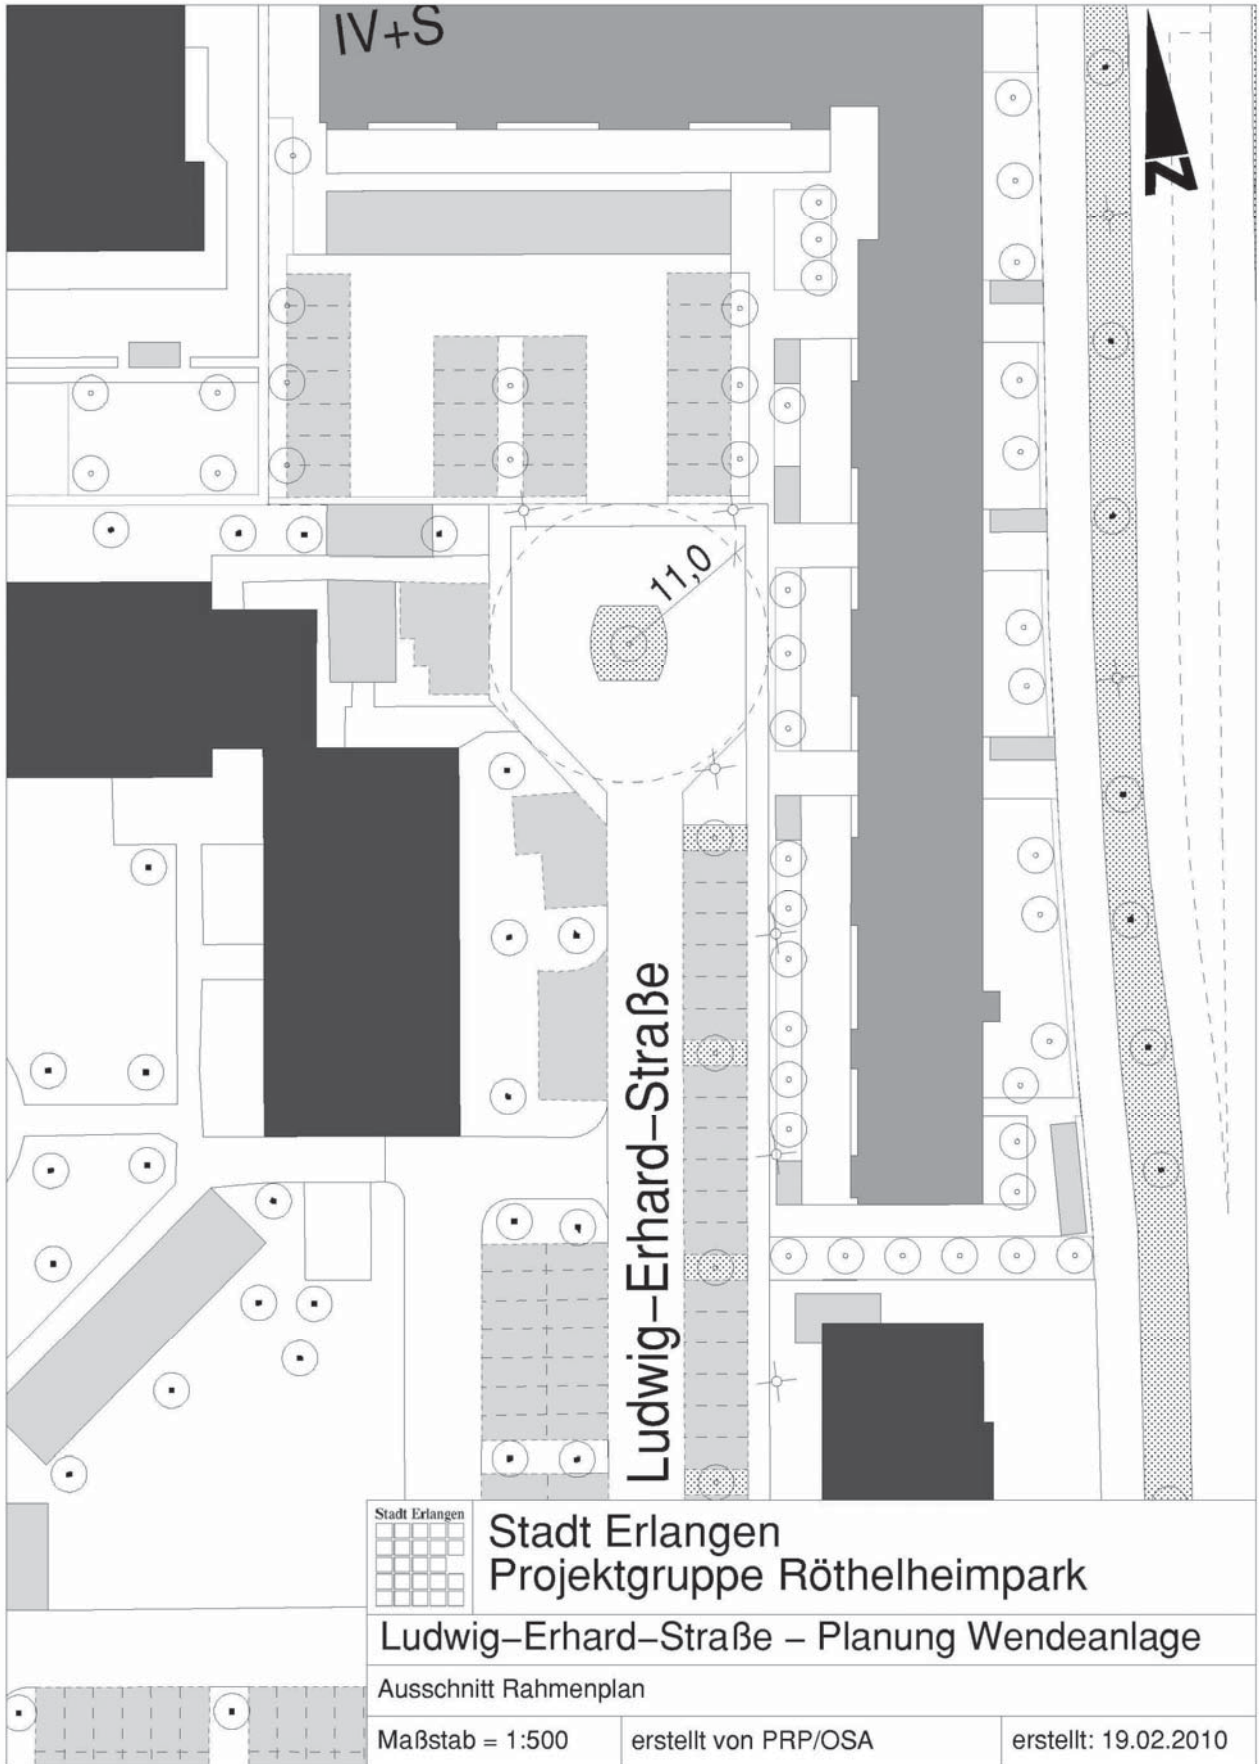 IV+S
N
11,0
Ludwig–Erhard–Straße
Stadt Erlangen
Stadt Erlangen
Projektgruppe Röthelheimpark
Ludwig–Erhard–Straße – Planung Wendeanlage
Ausschnitt Rahmenplan
Maßstab = 1:500
erstellt von PRP/OSA
erstellt: 19.02.2010